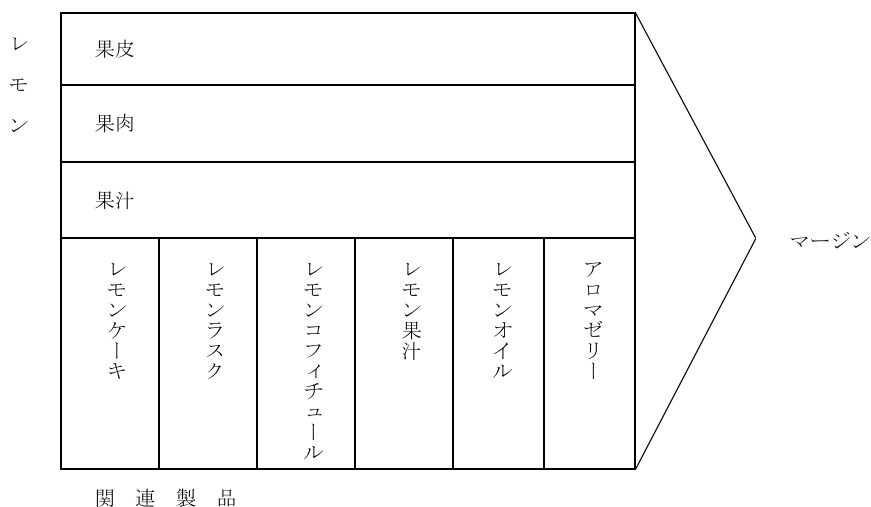 レモン
果皮
果肉
果汁
レモンケーキ
レモンラスク
レモンコフィチュール
レモン果汁
レモンオイル
アロマゼリー
マージン
関連製品